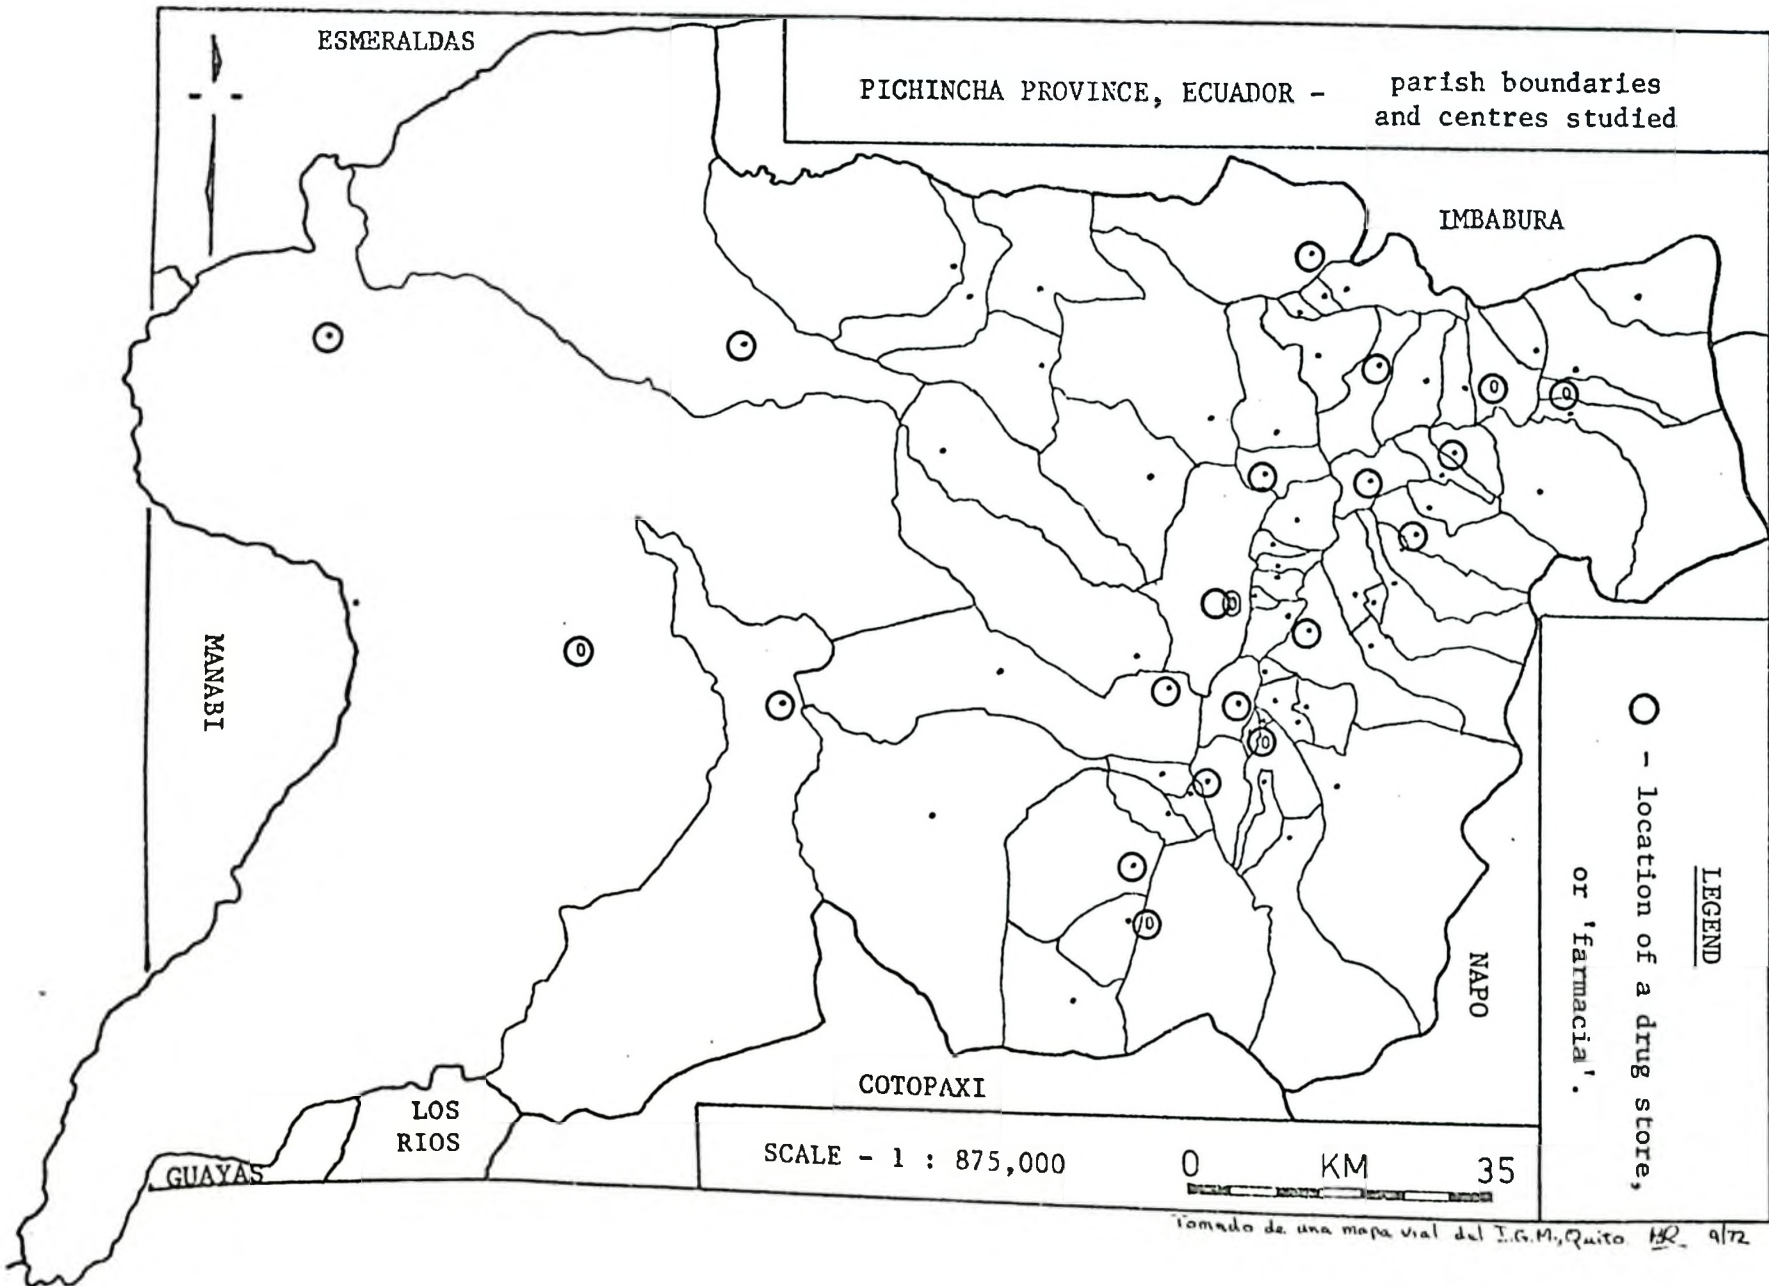 ESMERALDAS
PICHINCHA PROVINCE, ECUADOR - parish boundaries
and centres studied
IMBABURA
MANABI
LEGEND
- location of a drug store,
or 'farmacia'.
NAPO
COTOPAXI
LOS
RIOS
GUAYAS
SCALE - 1 : 875,000
0 KM 35
Tomado de una mapa vial del I.G.M., Quito 9/72